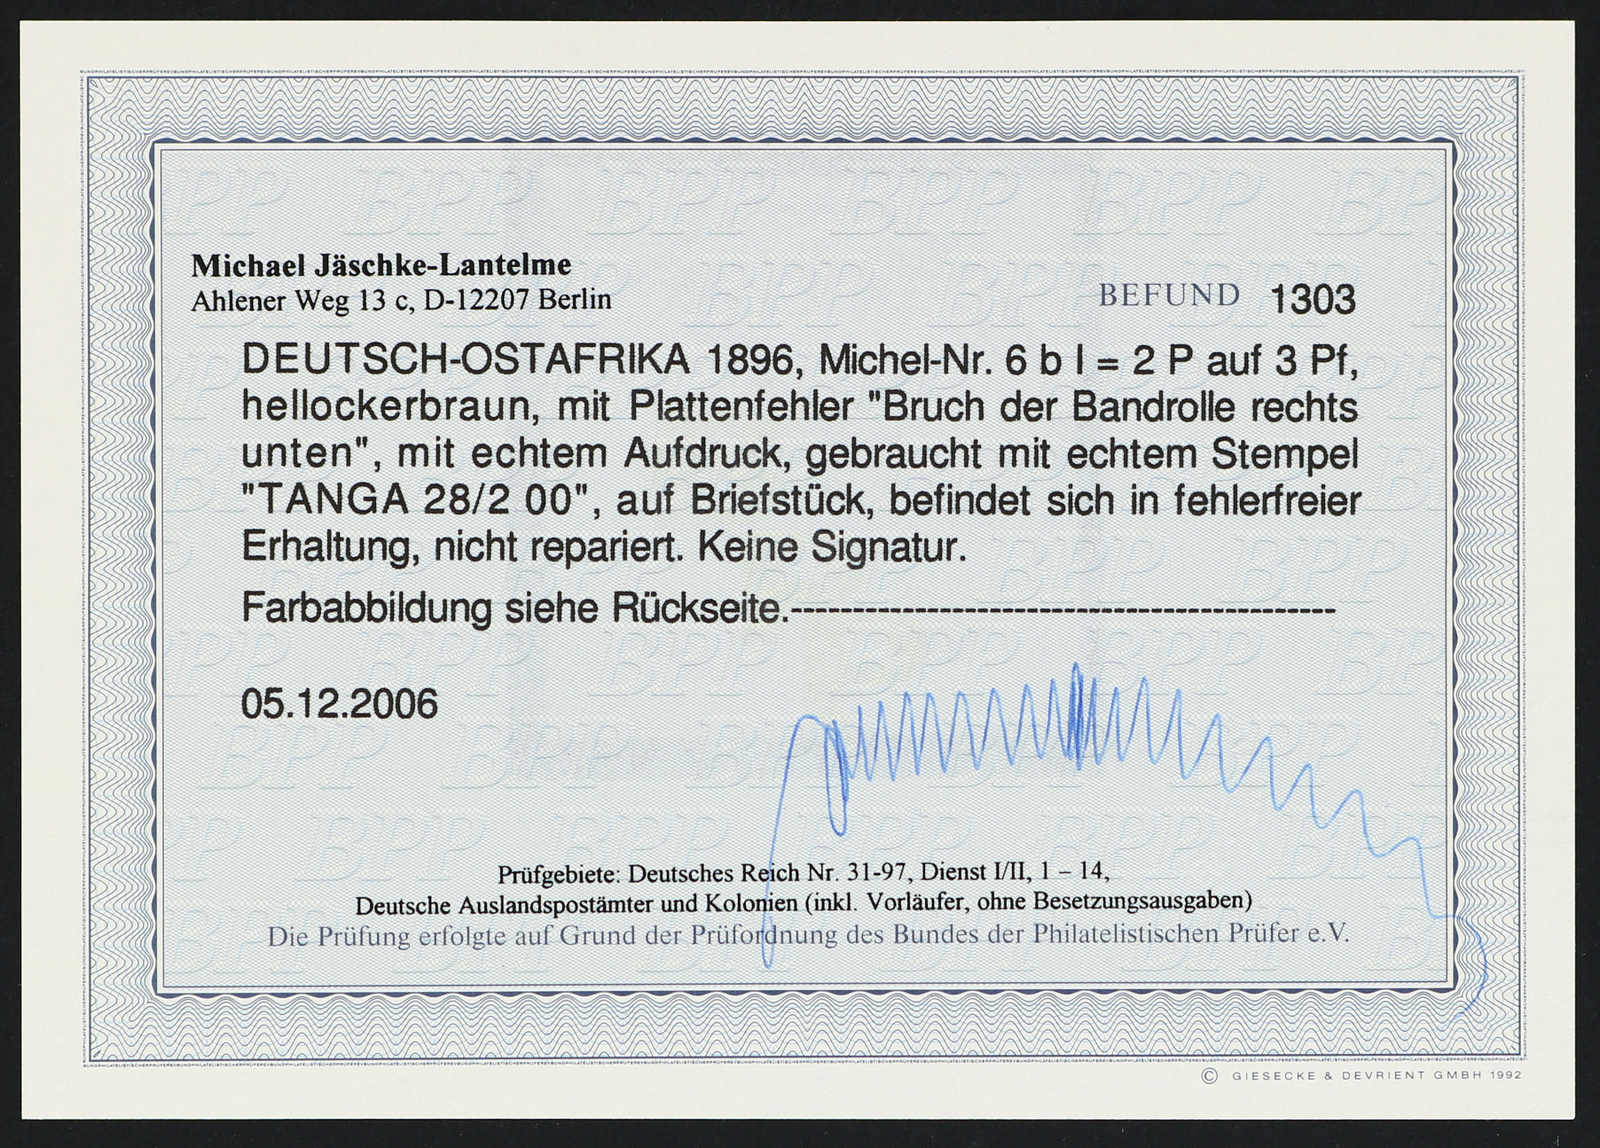 Michael Jäschke-Lantelme
Ahlener Weg 13 c, D-12207 Berlin
BEFUND 1303
DEUTSCH-OSTAFRIKA 1896, Michel-Nr. 6 b I = 2 P auf 3 Pf,
hellockerbraun, mit Plattenfehler "Bruch der Bandrolle rechts
unten", mit echtem Aufdruck, gebraucht mit echtem Stempel
"TANGA 28/2 00", auf Briefstück, befindet sich in fehlerfreier
Erhaltung, nicht repariert. Keine Signatur.
Farbabbildung siehe Rückseite.--------------------------------------------
05.12.2006
Prüfgebiete: Deutsches Reich Nr. 31-97, Dienst I/II, 1 – 14,
Deutsche Auslandspostämter und Kolonien (inkl. Vorläufer, ohne Besetzungsausgaben)
Die Prüfung erfolgte auf Grund der Prüfordnung des Bundes der Philatelistischen Prüfer e.V.
© GIESECKE & DEVRIENT GMBH 1992